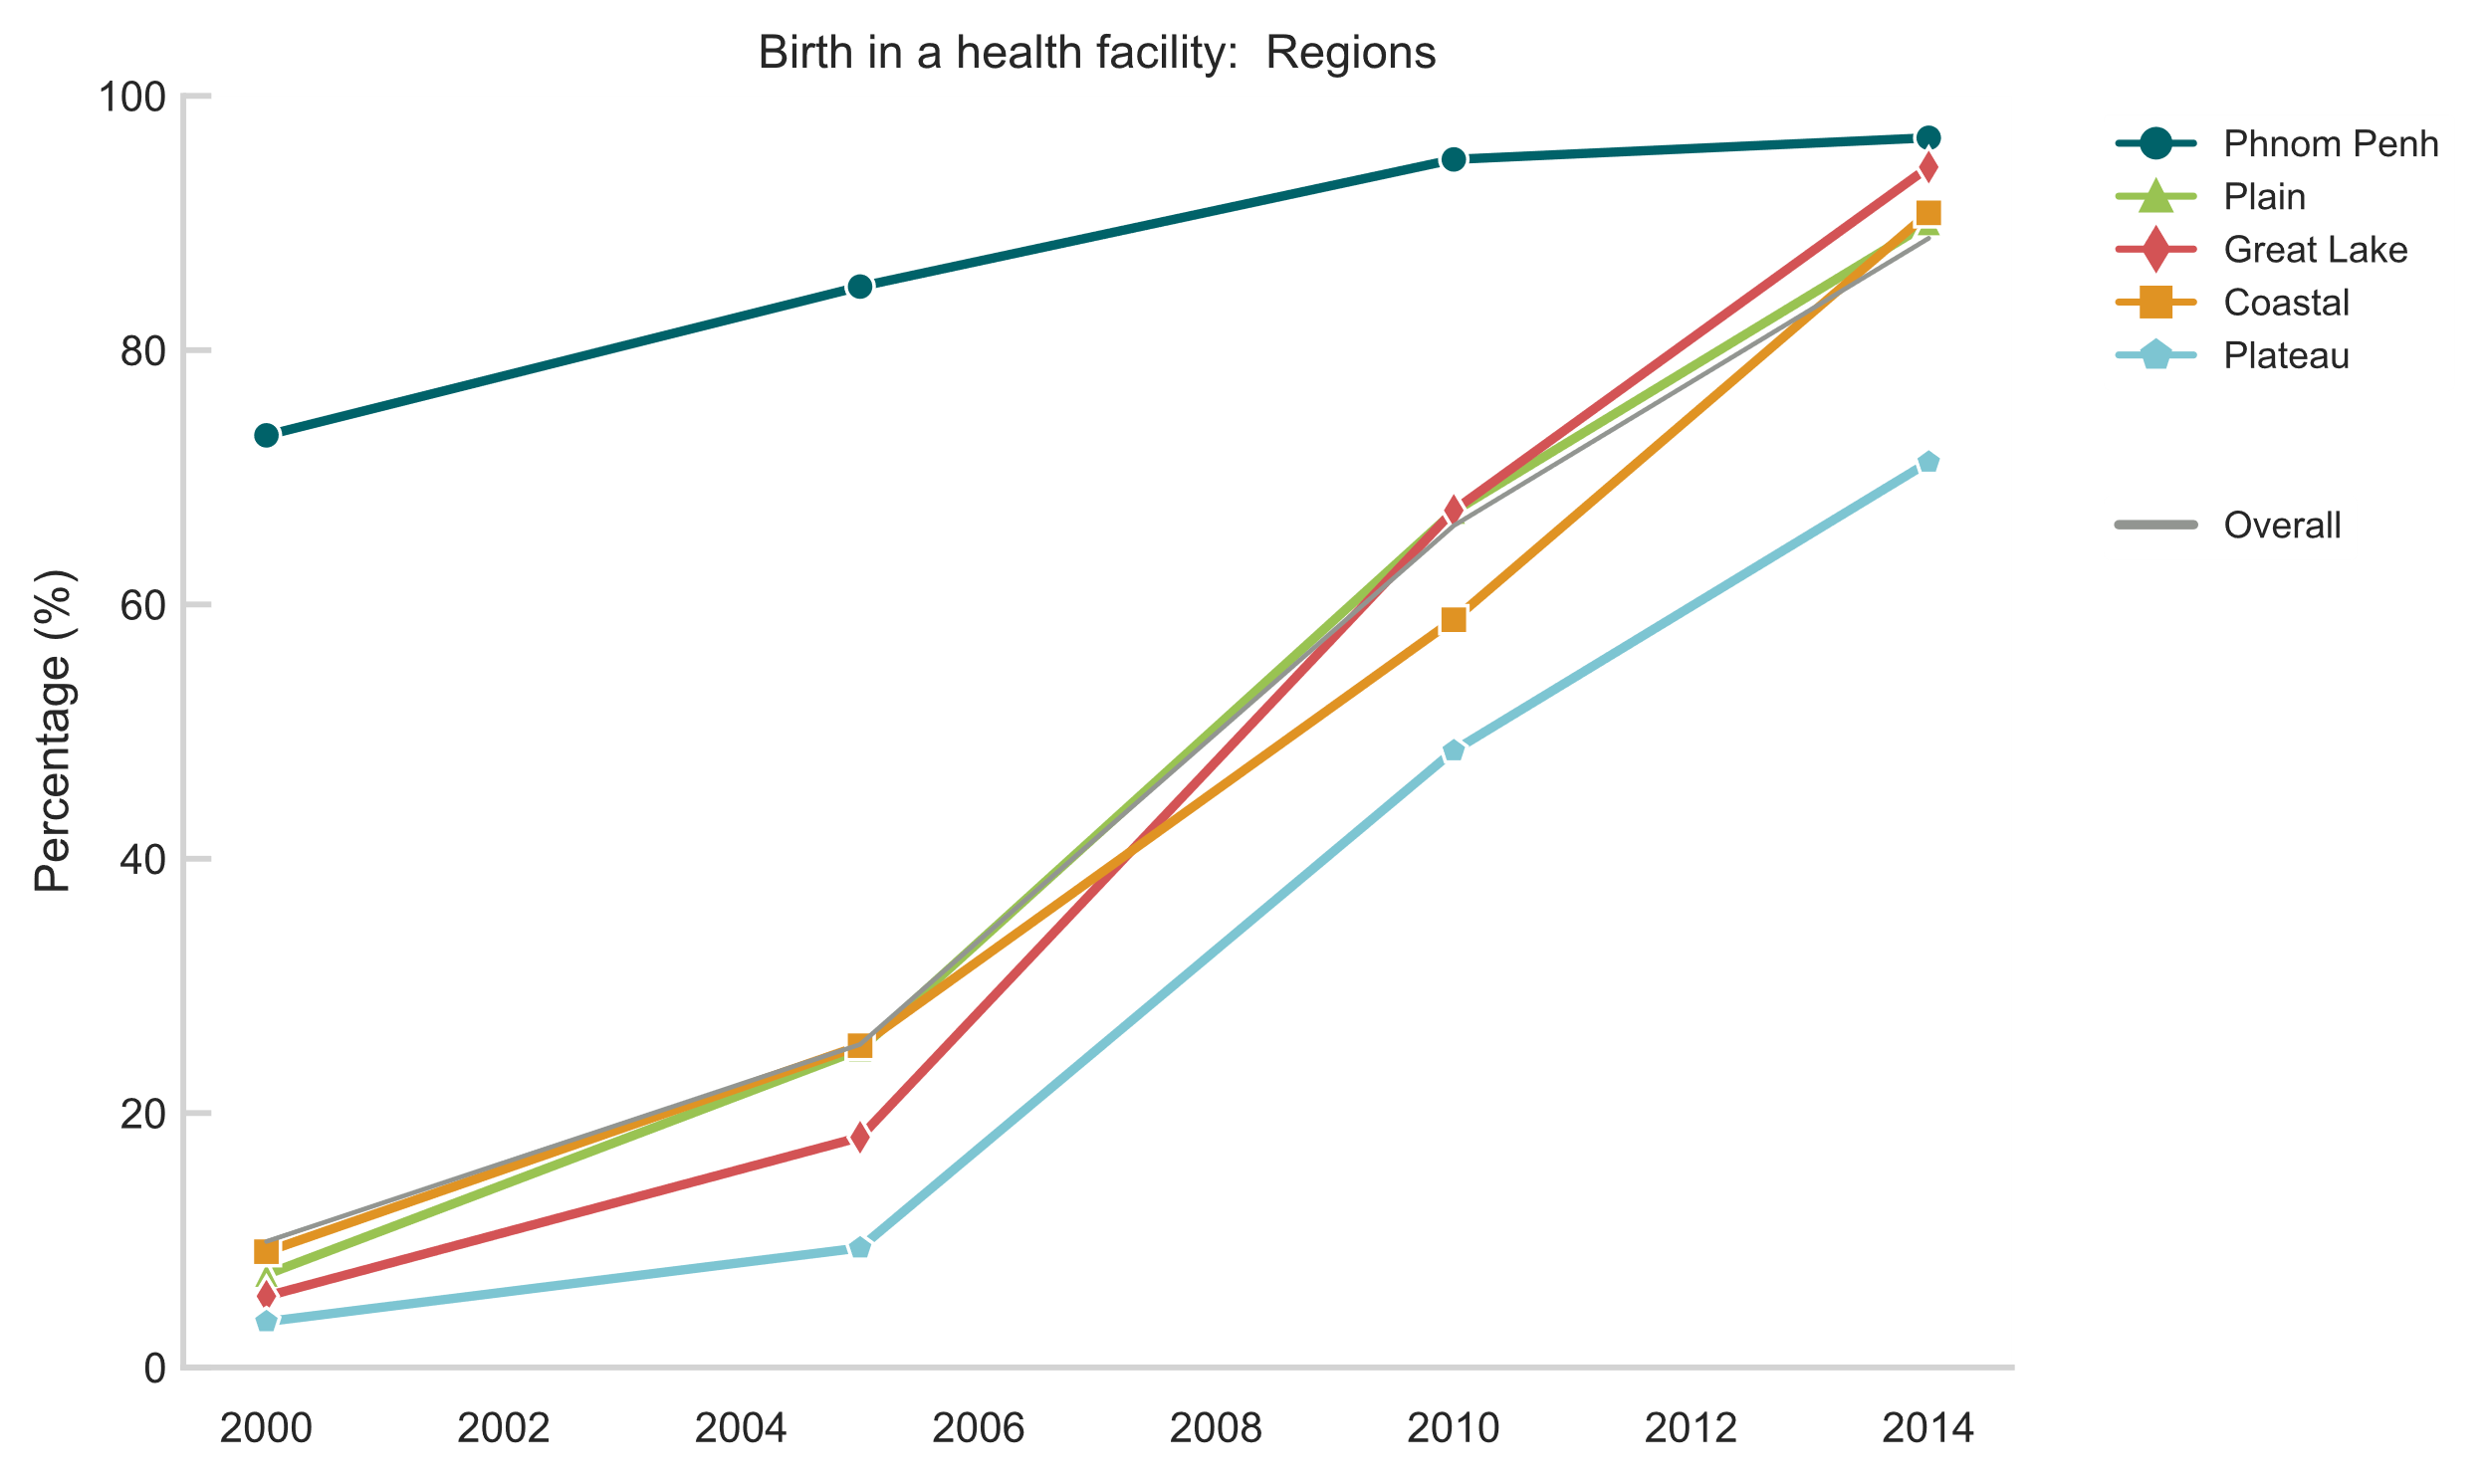 Birth in a health facility: Regions
Percentage (%)
100
80
60
40
20
0
2000
2002
2004
2006
2008
2010
2012
2014
Phnom Penh
Plain
Great Lake
Coastal
Plateau
Overall